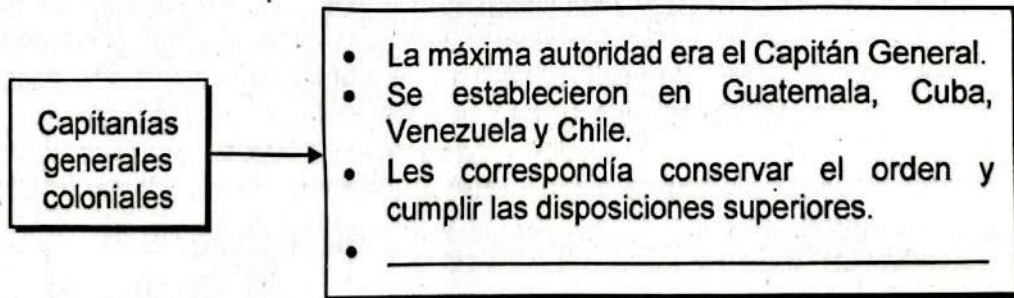 Capitanías
generales
coloniales
• La máxima autoridad era el Capitán General.
• Se establecieron en Guatemala, Cuba,
Venezuela y Chile.
• Les correspondía conservar el orden y
cumplir las disposiciones superiores.
•